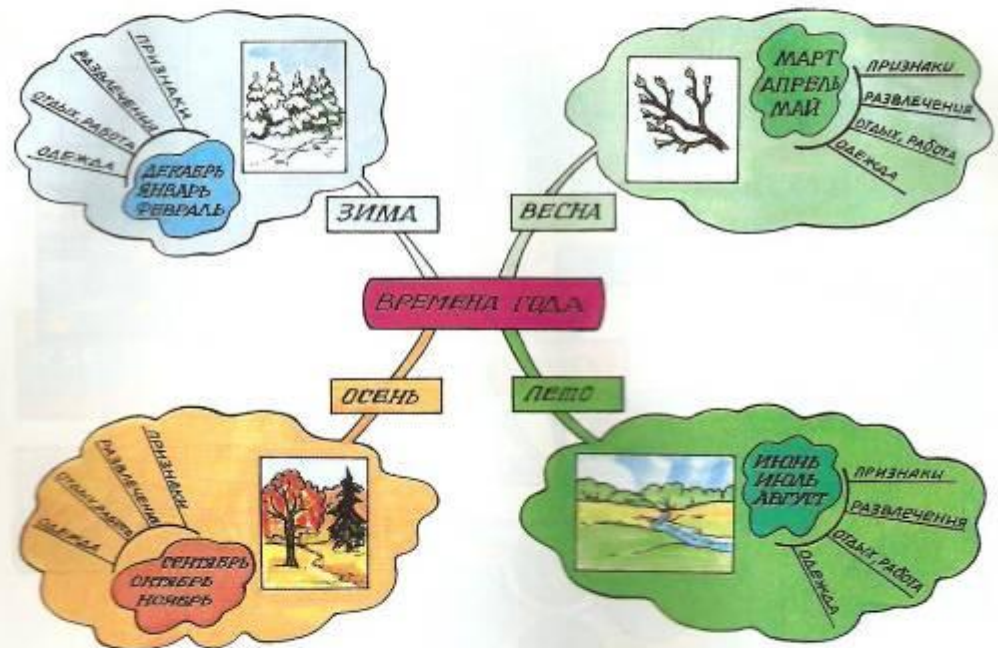 ПРИЗНАКИ
РАЗВЛЕЧЕНИЯ
ОТДЫХ, РАБОТА
ОДЕЖДА
ДЕКАБРЬ
ЯНВАРЬ
ФЕВРАЛЬ
ЗИМА
МАРТ
АПРЕЛЬ
МАЙ
ПРИЗНАКИ
РАЗВЛЕЧЕНИЯ
ОТДЫХ, РАБОТА
ОДЕЖДА
ВЕСНА
ВРЕМЕНА ГОДА
ОСЕНЬ
ПРИЗНАКИ
РАЗВЛЕЧЕНИЯ
ОТДЫХ, РАБОТА
ОДЕЖДА
СЕНТЯБРЬ
ОКТЯБРЬ
НОЯБРЬ
ЛЕТО
ИЮНЬ
ИЮЛЬ
АВГУСТ
ПРИЗНАКИ
РАЗВЛЕЧЕНИЯ
ОТДЫХ, РАБОТА
ОДЕЖДА